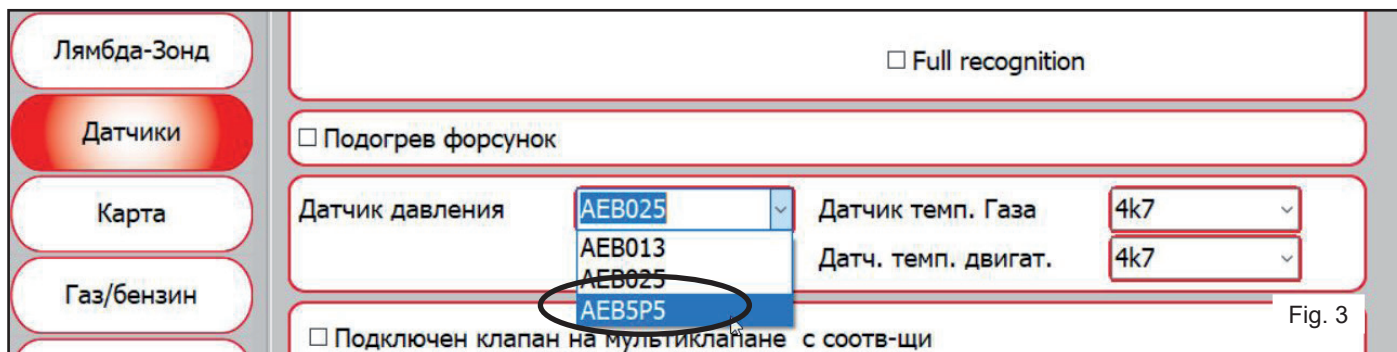 Лямбда-Зонд
Датчики
Карта
Газ/бензин
Full recognition
Подогрев форсунок
Датчик давления
AEB025
AEB013
AEB025
AEB5P5
Датчик темп. Газа
4k7
Датч. темп. двигат.
4k7
Подключен клапан на мультиклапане с соотв-щи
Fig. 3